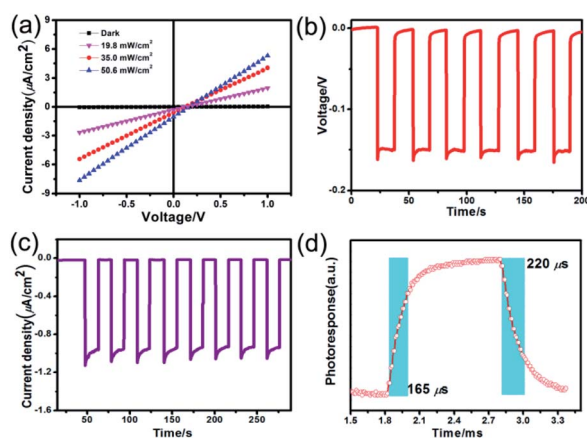 (a)
Dark
19.8 mW/cm²
35.0 mW/cm²
50.6 mW/cm²
Current density(μA/cm²)
6
3
0
-3
-6
-9
-1.0
-0.5
0.0
0.5
1.0
Voltage/V
(b)
Voltage/V
0.0
-0.1
-0.2
0
50
100
150
200
Time/s
(c)
Current density(μA/cm²)
0.0
-0.4
-0.8
-1.2
-1.6
50
100
150
200
250
Time/s
(d)
Photoresponse(a.u.)
220 μs
165 μs
1.5
1.8
2.1
2.4
2.7
3.0
3.3
Time/ms